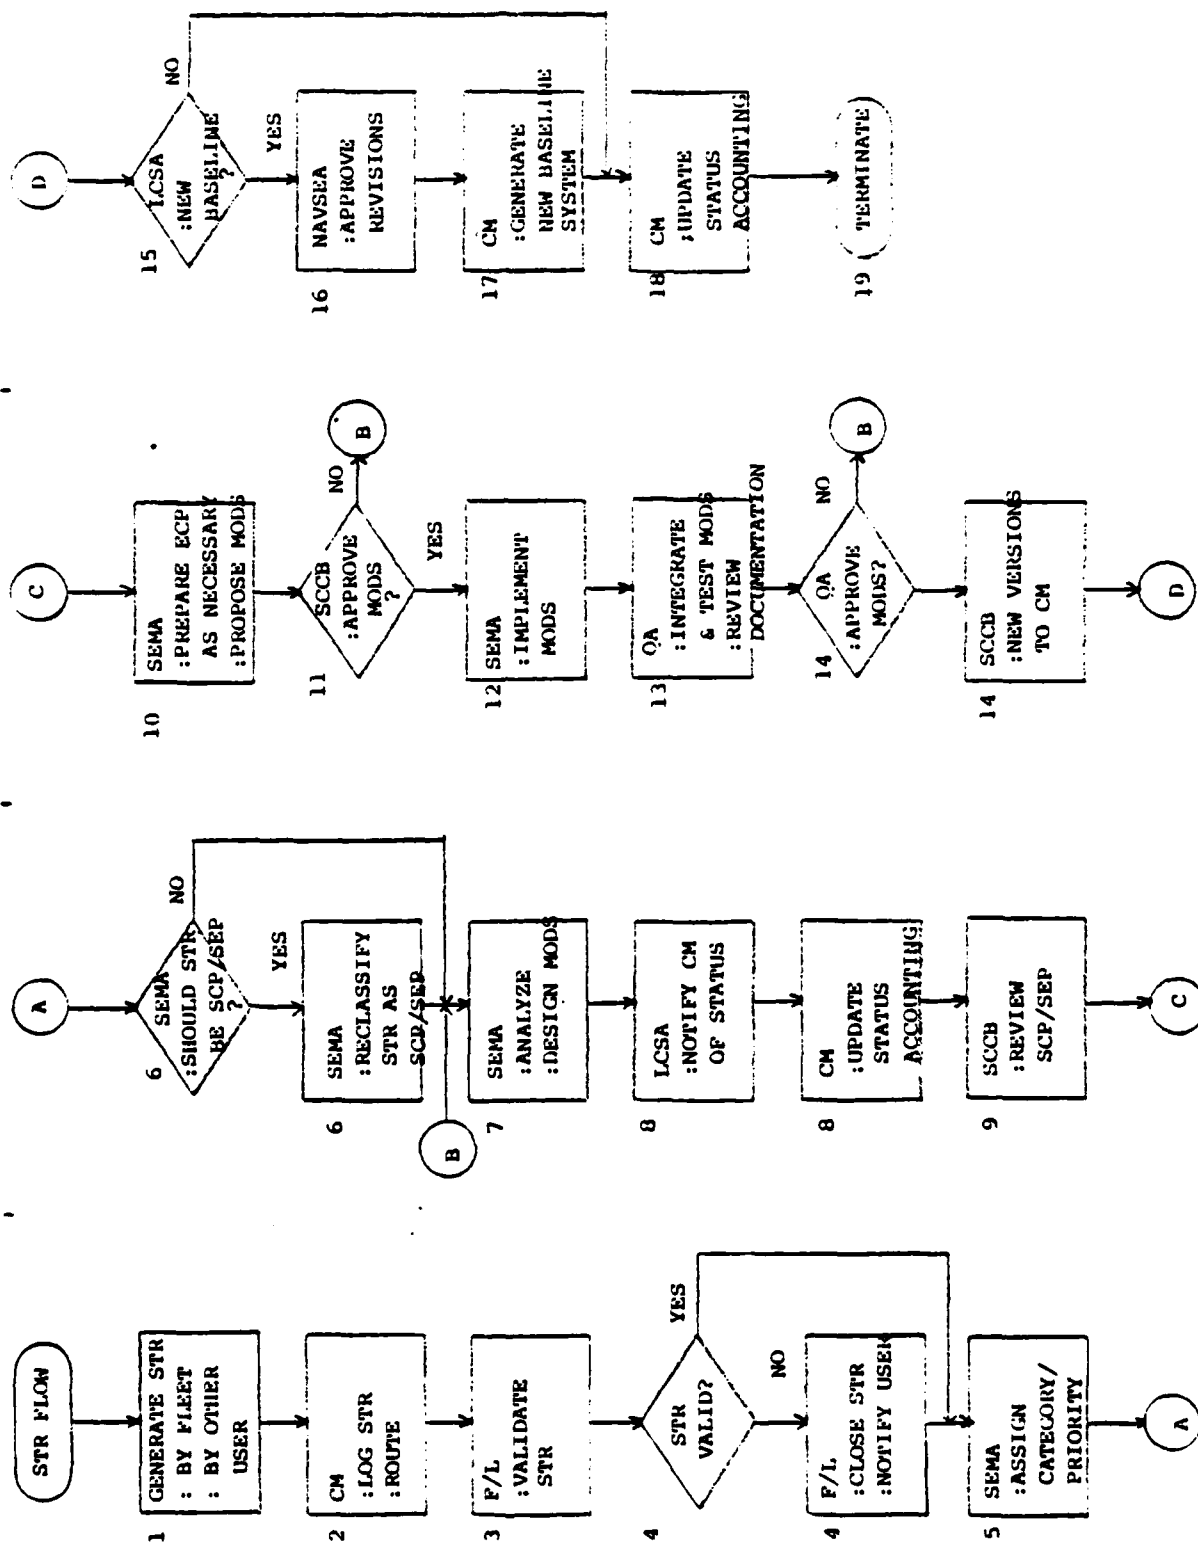 STR FLOW
1
GENERATE STR
: BY FLEET
: BY OTHER
USER
2
CM
:LOG STR
:ROUTE
3
F/L
:VALIDATE
STR
4
STR
VALID?
YES
NO
4
F/L
:CLOSE STR
:NOTIFY USER
5
SEMA
:ASSIGN
CATEGORY/
PRIORITY
A
A
6
SEMA
:SHOULD STR
BE SCP/SEP
?
NO
YES
6
SEMA
:RECLASSIFY
STR AS
SCP/SEP
B
7
SEMA
:ANALYZE
:DESIGN MODS
8
LCSA
:NOTIFY CM
OF STATUS
8
CM
:UPDATE
STATUS
ACCOUNTING
9
SCCB
:REVIEW
SCP/SEP
C
C
10
SEMA
:PREPARE ECP
AS NECESSARY
:PROPOSE MODS
11
SCCB
:APPROVE
MODS
?
NO
B
YES
12
SEMA
:IMPLEMENT
MODS
13
QA
:INTEGRATE
& TEST MODS
:REVIEW
DOCUMENTATION
14
QA
:APPROVE
MODS?
NO
B
14
SCCB
:NEW VERSIONS
TO CM
D
D
15
LCSA
:NEW
BASELINE
?
NO
YES
16
NAVSEA
:APPROVE
REVISIONS
17
CM
:GENERATE
NEW BASELINE
SYSTEM
18
CM
;UPDATE
STATUS
ACCOUNTING
19
TERMINATE